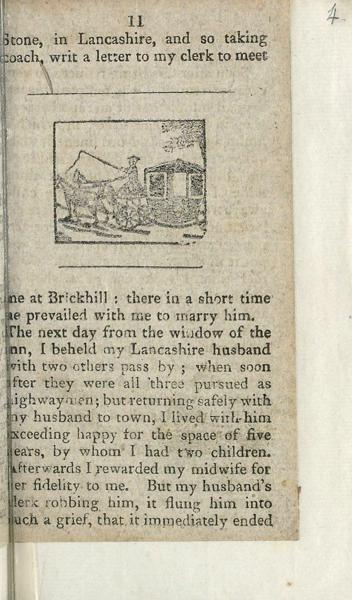 11
4
Stone, in Lancashire, and so taking
coach, writ a letter to my clerk to meet
me at Brickhill : there in a short time
he prevailed with me to marry him.
The next day from the window of the
inn, I beheld my Lancashire husband
with two others pass by ; when soon
after they were all three pursued as
highwaymen; but returning safely with
my husband to town, I lived with him
exceeding happy for the space of five
years, by whom I had two children.
Afterwards I rewarded my midwife for
her fidelity to me. But my husband's
clerk robbing him, it flung him into
such a grief, that it immediately ended